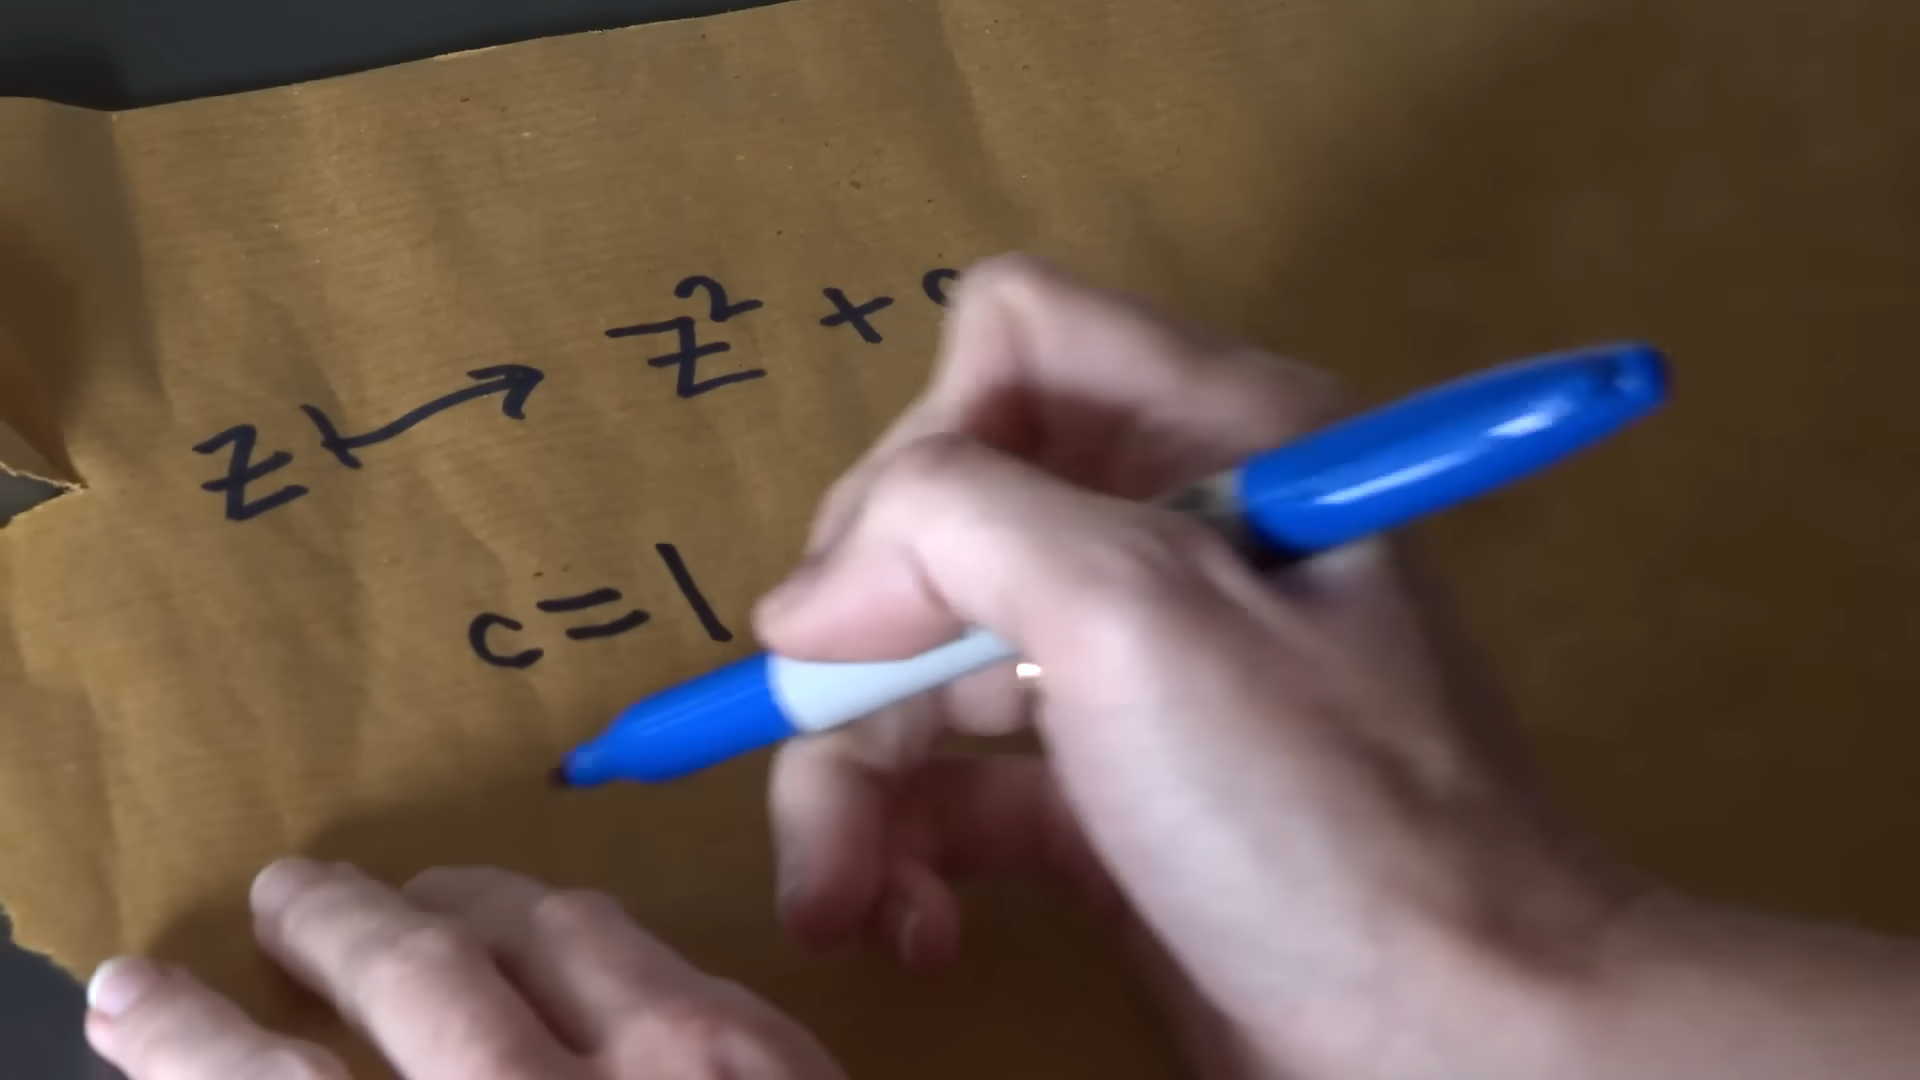 z ↦ z² + c
c=1